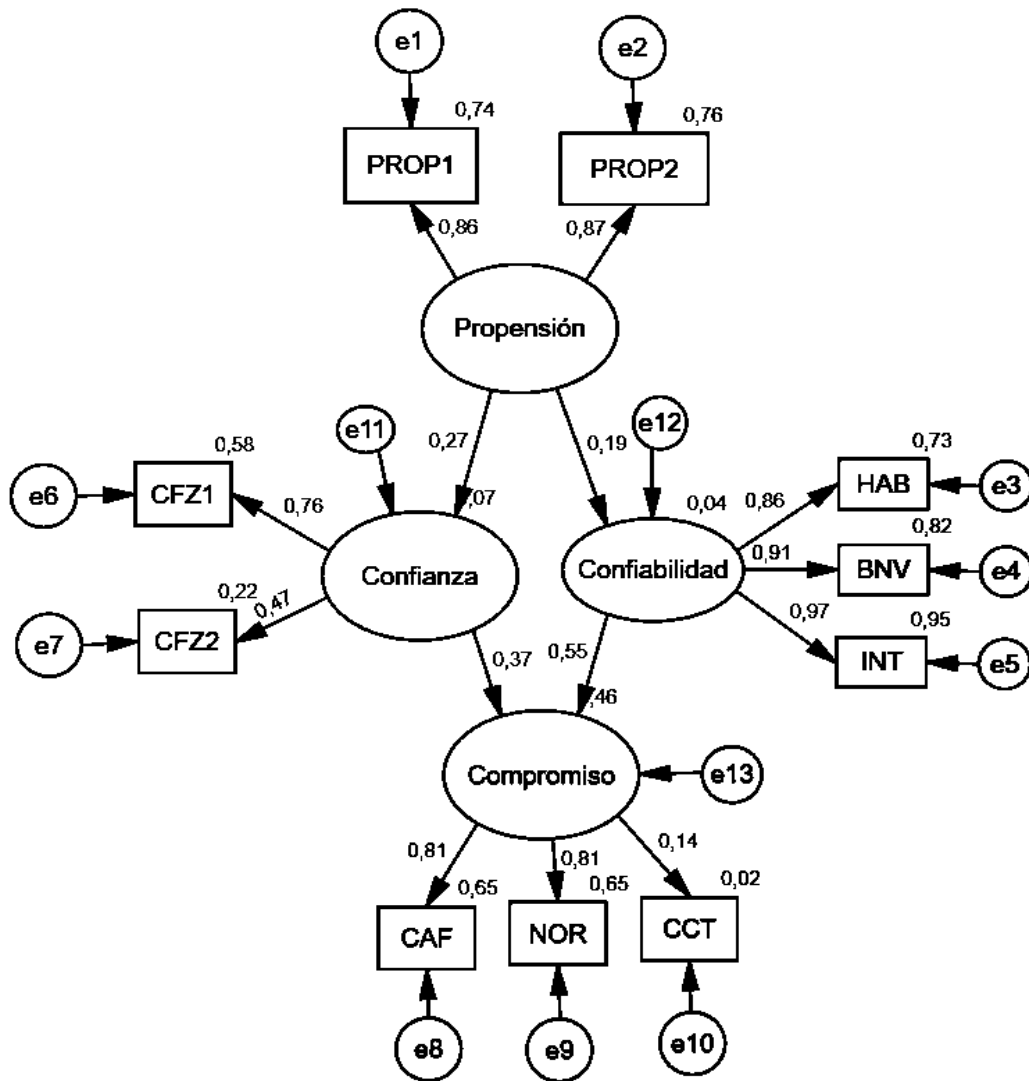 e1
e2
0,74
0,76
PROP1
PROP2
0,86
0,87
Propensión
e11
e12
0,27
0,19
0,58
0,73
e6
CFZ1
HAB
e3
0,76
0,86
,07
0,04
0,82
Confianza
Confiabilidad
0,91
BNV
e4
0,22
0,47
0,97
0,95
e7
CFZ2
INT
e5
0,37
0,55
,46
Compromiso
e13
0,81
0,81
0,14
0,65
0,65
0,02
CAF
NOR
CCT
e8
e9
e10